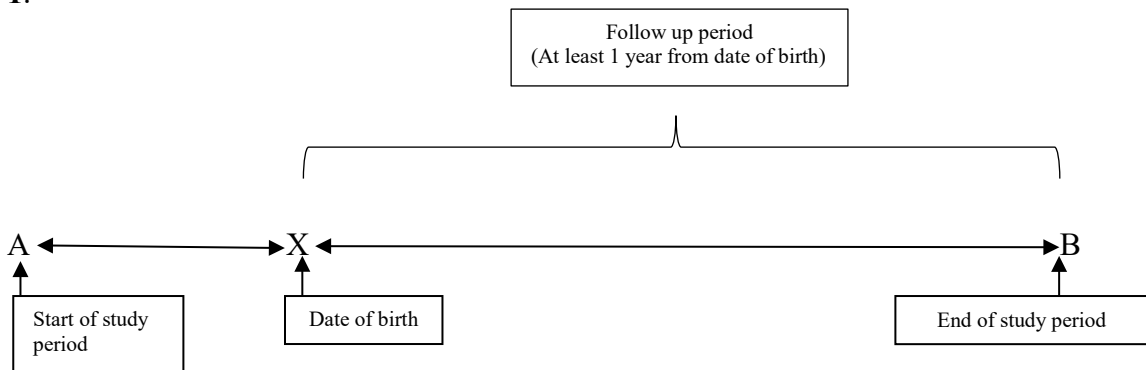 Follow up period
(At least 1 year from date of birth)
A
X
B
Start of study
period
Date of birth
End of study period